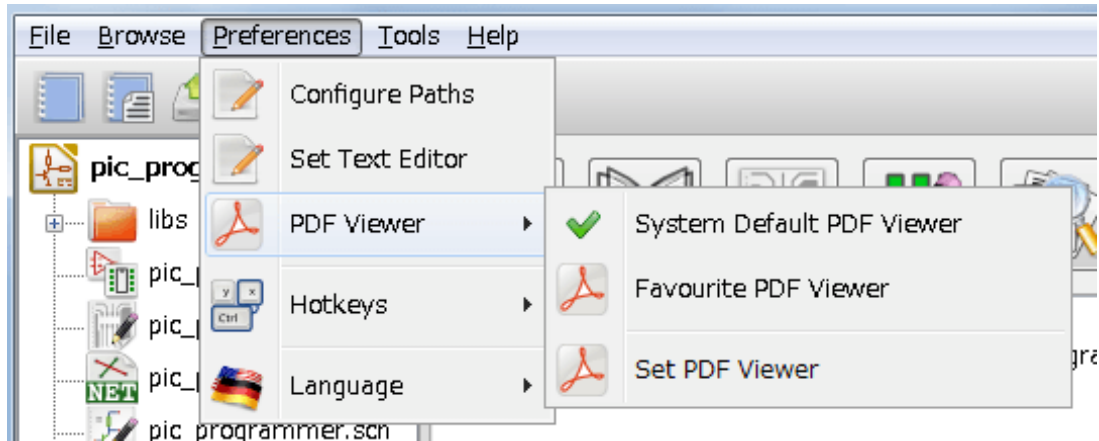 File Browse Preferences Tools Help
Configure Paths
Set Text Editor
PDF Viewer
Hotkeys
Ctrl
Language
System Default PDF Viewer
Favourite PDF Viewer
Set PDF Viewer
pic_prog
libs
pic_
pic_
NET
pic_
pic_programmer.sch